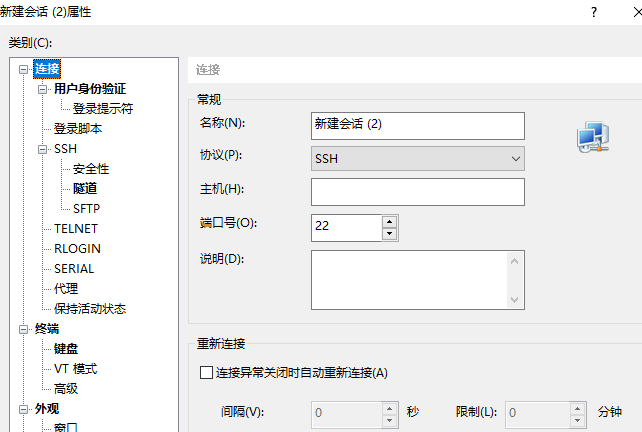 新建会话 (2)属性
?
类别(C):
连接
用户身份验证
登录提示符
登录脚本
SSH
安全性
隧道
SFTP
TELNET
RLOGIN
SERIAL
代理
保持活动状态
终端
键盘
VT 模式
高级
外观
窗口
连接
常规
名称(N):
新建会话 (2)
协议(P):
SSH
主机(H):
端口号(O):
22
说明(D):
重新连接
连接异常关闭时自动重新连接(A)
间隔(V):
0
秒
限制(L):
0
分钟